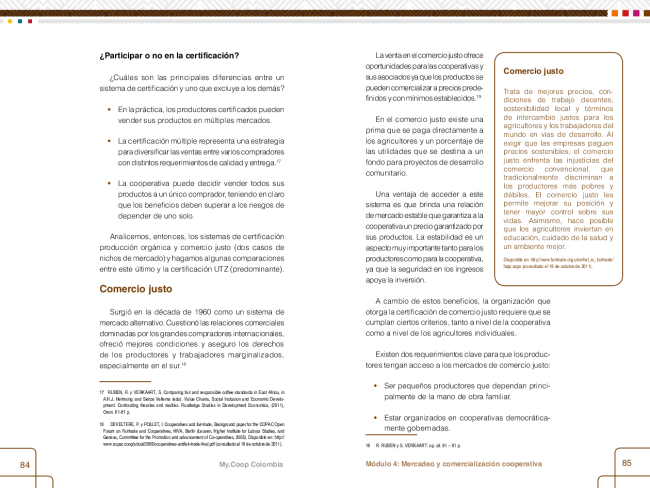 ¿Participar o no en la certificación?
¿Cuáles son las principales diferencias entre un
sistema de certificación y uno que excluye a los demás?
• En la práctica, los productores certificados pueden
vender sus productos en múltiples mercados.
• La certificación múltiple representa una estrategia
para diversificar las ventas entre varios compradores
con distintos requerimientos de calidad y entrega.17
• La cooperativa puede decidir vender todos sus
productos a un único comprador, teniendo en claro
que los beneficios deben superar a los riesgos de
depender de uno solo.
Analicemos, entonces, los sistemas de certificación
producción orgánica y comercio justo (dos casos de
nichos de mercado) y hagamos algunas comparaciones
entre este último y la certificación UTZ (predominante).
Comercio justo
Surgió en la década de 1960 como un sistema de
mercado alternativo. Cuestionó las relaciones comerciales
dominadas por los grandes compradores internacionales,
ofreció mejores condiciones y aseguro los derechos
de los productores y trabajadores marginalizados,
especialmente en el sur.18
17 RUBEN, R. y VERKAART, S. Comparing fair and responsible coffee standards in East Africa, in
A.H.J. Helmsing and Sietze Vellema (eds). Value Chains, Social Inclusion and Economic Develop-
ment. Contrasting theories and realities. Routledge Studies in Development Economics, (2011),
Oxon. 61-81 p.
18 DEVELTERE, P. y POLLET, I. Cooperatives and fair-trade, Background paper for the COPAC Open
Forum on Fairtrade and Cooperatives, HIVA, Berlin (Leuven, Higher Institute for Labour Studies, and
Geneva, Committee for the Promotion and advancement of Co-operatives, 2005). Disponible en: http://
(consultado el 19 de octubre de 2011).
84
My.Coop Colombia
La venta en el comercio justo ofrece
oportunidades para las cooperativas y
sus asociados ya que los productos se
pueden comercializar a precios prede-
finidos y con mínimos establecidos.19
En el comercio justo existe una
prima que se paga directamente a
los agricultores y un porcentaje de
las utilidades que se destina a un
fondo para proyectos de desarrollo
comunitario.
Una ventaja de acceder a este
sistema es que brinda una relación
de mercado estable que garantiza a la
cooperativa un precio garantizado por
sus productos. La estabilidad es un
aspecto muy importante tanto para los
productores como para la cooperativa,
ya que la seguridad en los ingresos
apoya la inversión.
Comercio justo
Trata de mejores precios, con-
diciones de trabajo decentes,
sostenibilidad local y términos
de intercambio justos para los
agricultores y los trabajadores del
mundo en vías de desarrollo. Al
exigir que las empresas paguen
precios sostenibles, el comercio
justo enfrenta las injusticias del
comercio convencional, que
tradicionalmente discriminan a
los productores más pobres y
débiles. El comercio justo les
permite mejorar su posición y
tener mayor control sobre sus
vidas. Asimismo, hace posible
que los agricultores inviertan en
educación, cuidado de la salud y
un ambiente mejor.
Disponible en: http://www.fairtrade.org.uk/what_is_fairtrade/
faqs.aspx (consultado el 19 de octubre de 2011).
A cambio de estos beneficios, la organización que
otorga la certificación de comercio justo requiere que se
cumplan ciertos criterios, tanto a nivel de la cooperativa
como a nivel de los agricultores individuales.
Existen dos requerimientos clave para que los produc-
tores tengan acceso a los mercados de comercio justo:
• Ser pequeños productores que dependan princi-
palmente de la mano de obra familiar.
• Estar organizados en cooperativas democrática-
mente gobernadas.
19 R. RUBEN y S. VERKAART: op. cit. 61 – 81 p.
Módulo 4: Mercadeo y comercialización cooperativa
85